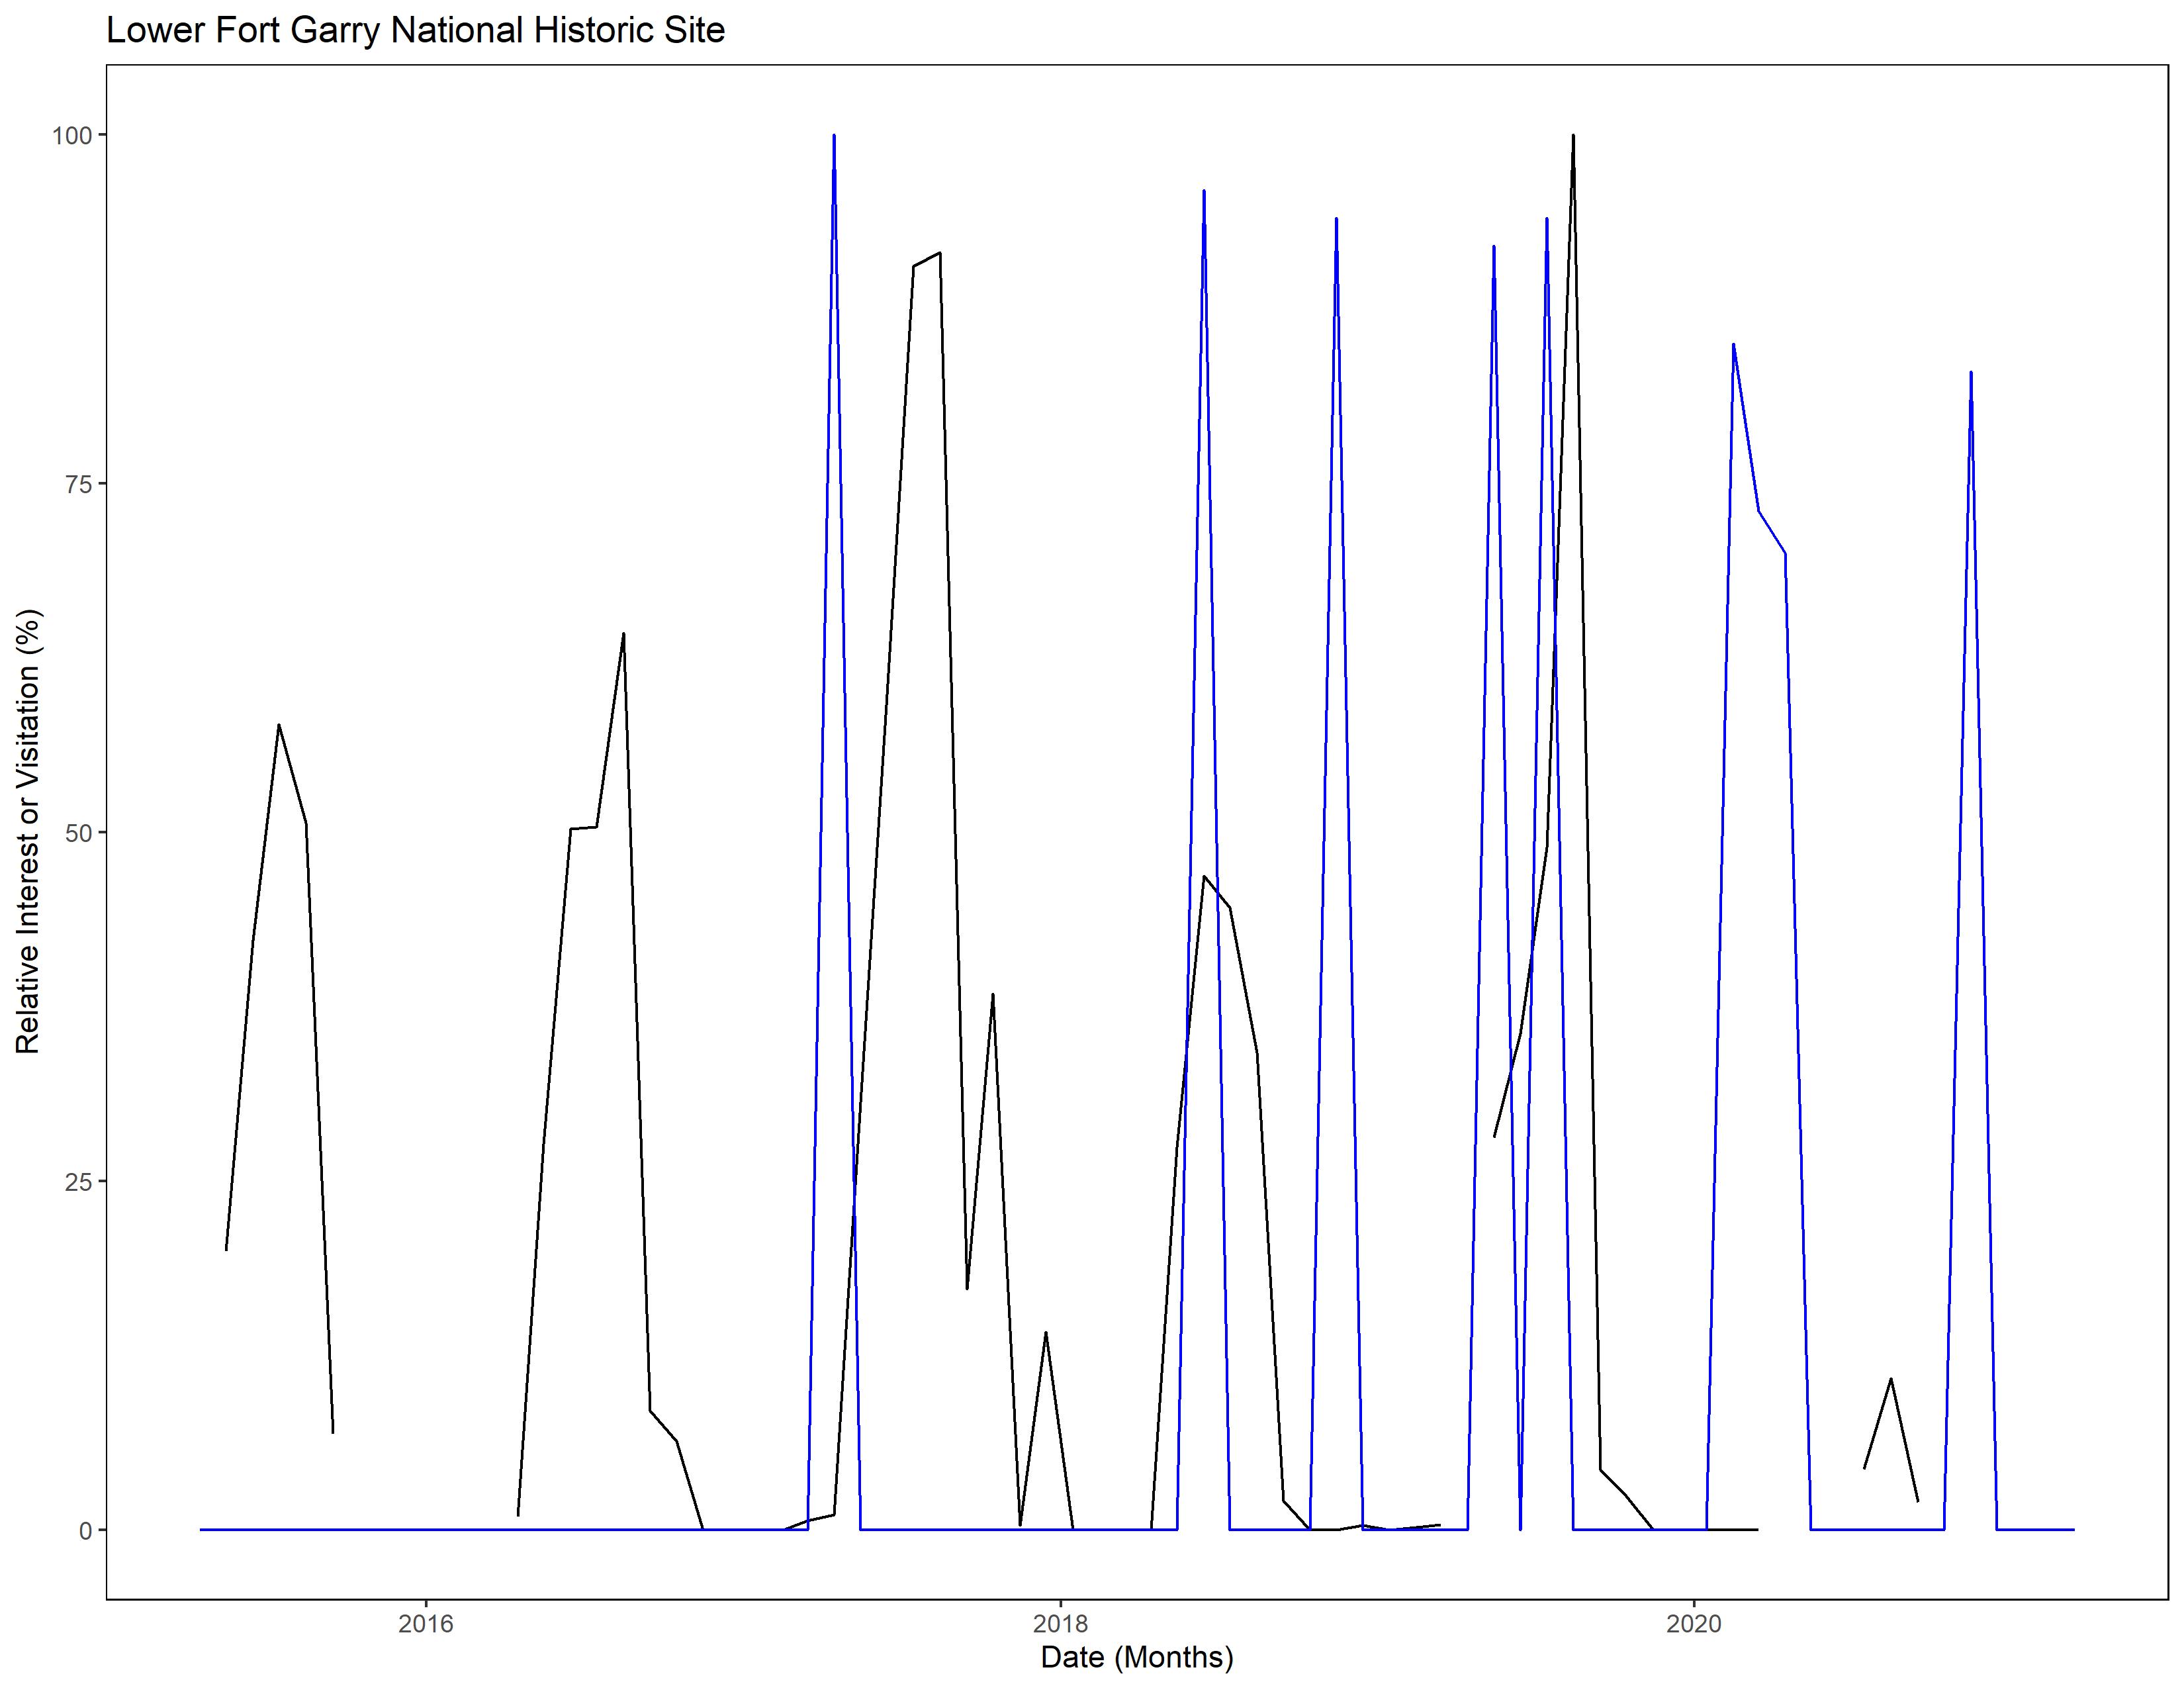 Lower Fort Garry National Historic Site
Relative Interest or Visitation (%)
100
75
50
25
0
2016 2018 2020
Date (Months)